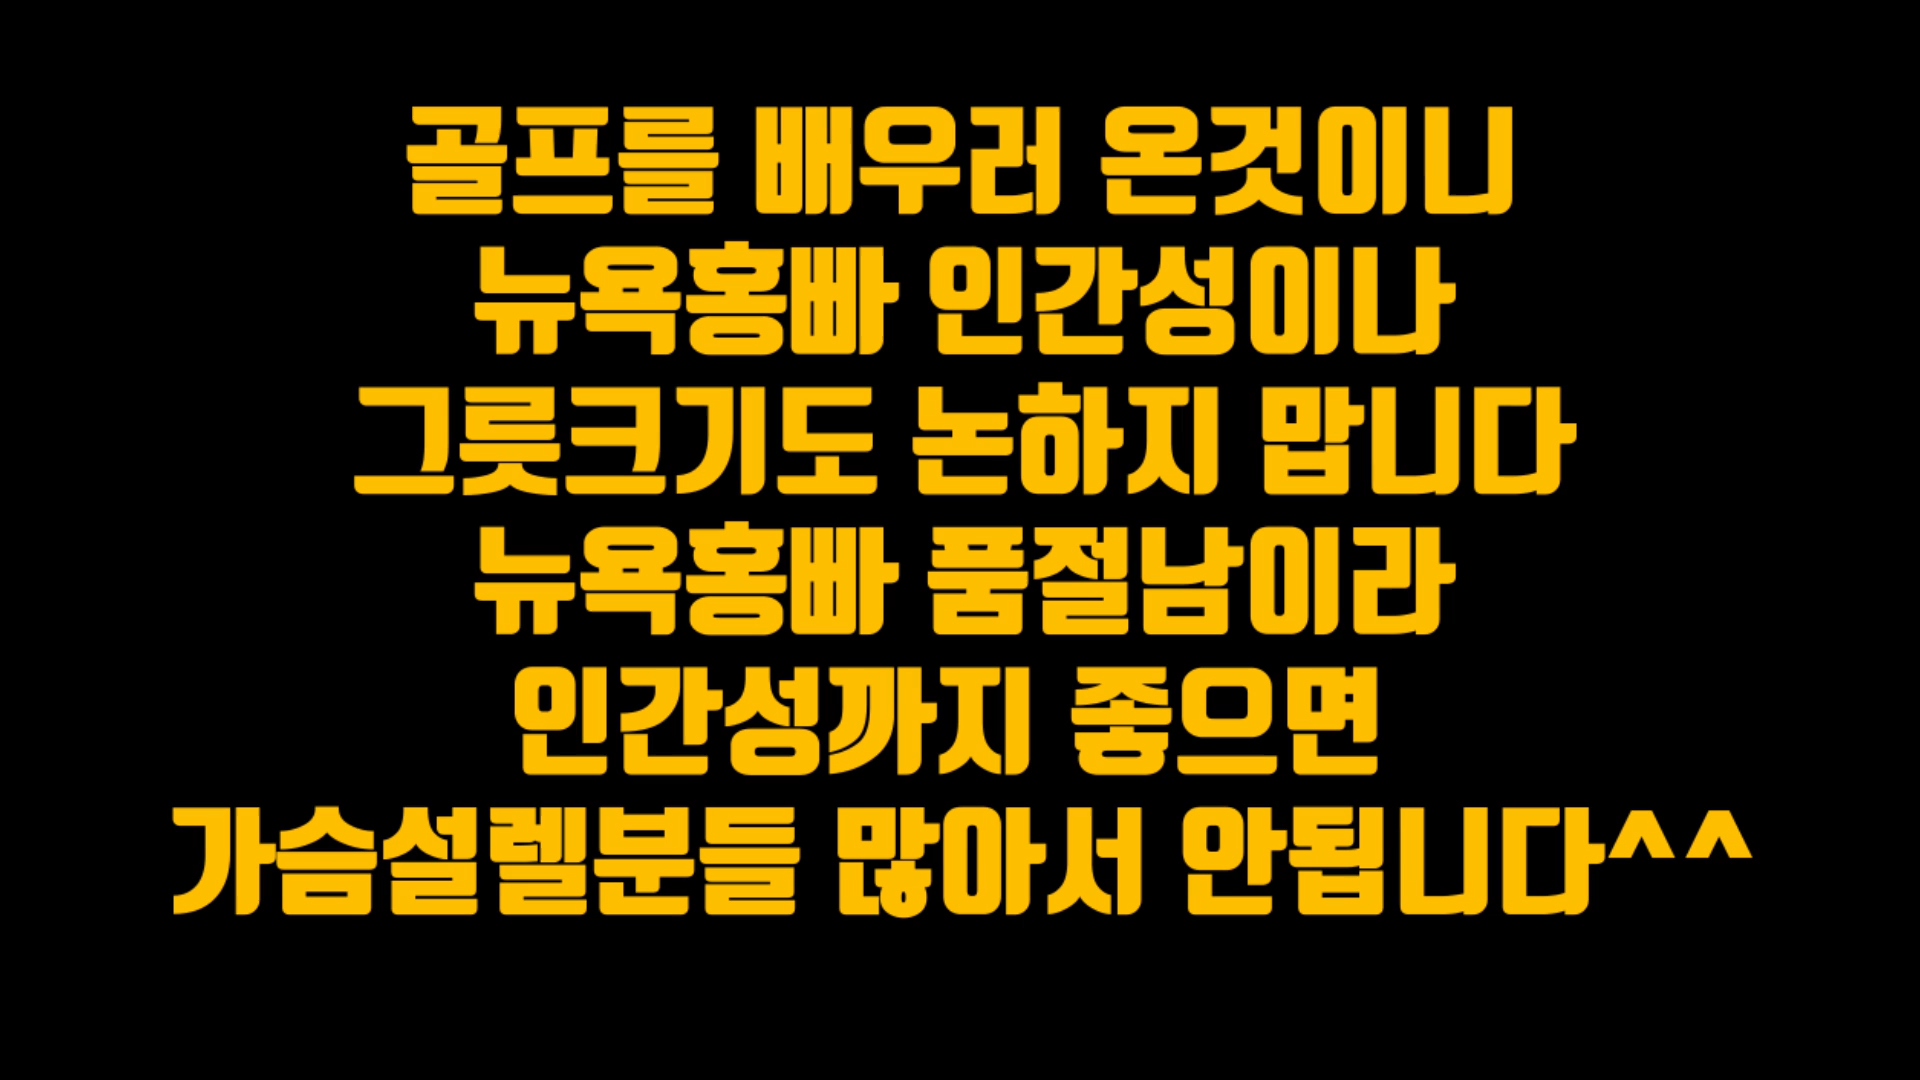 골프를 배우러 온것이니
뉴욕홍빠 인간성이나
그릇크기도 논하지 맙니다
뉴욕홍빠 품절남이라
인간성까지 좋으면
가슴설렐분들 많아서 안됩니다^^